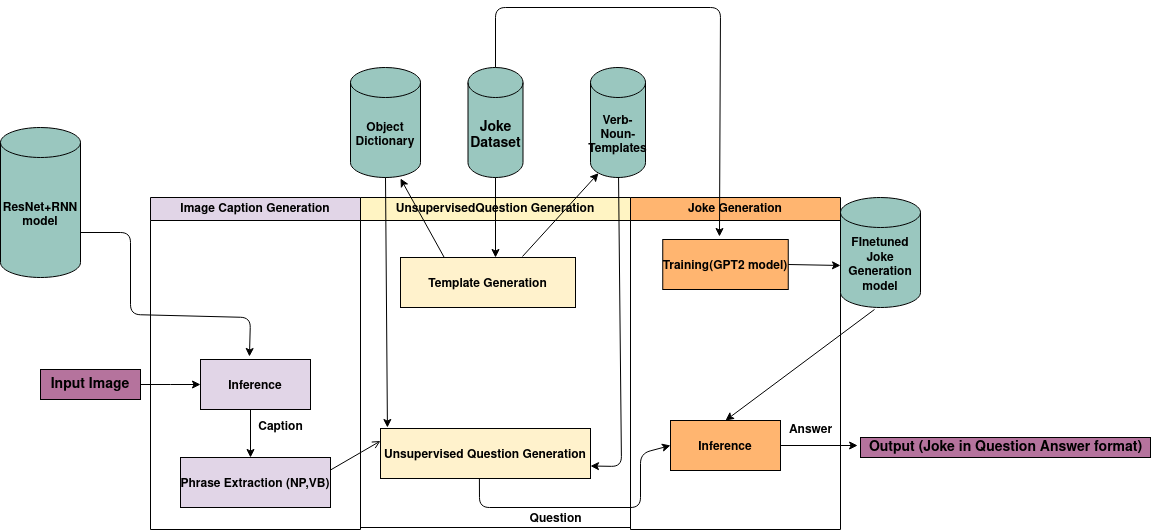 Object
Dictionary
Joke
Dataset
Verb-
Noun-
Templates
ResNet+RNN
model
Image Caption Generation
UnsupervisedQuestion Generation
Joke Generation
FInetuned
Joke
Generation
model
Training(GPT2 model)
Template Generation
Input Image
Inference
Caption
Phrase Extraction (NP,VB)
Unsupervised Question Generation
Question
Inference
Answer
Output (Joke in Question Answer format)